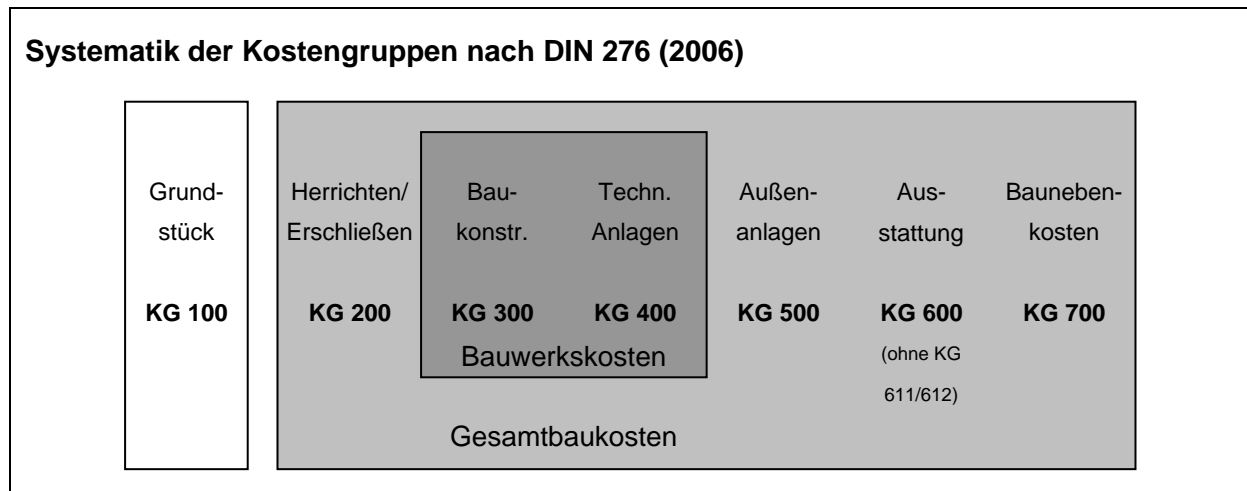 Systematik der Kostengruppen nach DIN 276 (2006)
Grund-
stück
KG 100
Herrichten/
Erschließen
KG 200
Bau-
konstr.
KG 300
Techn.
Anlagen
KG 400
Bauwerkskosten
Außen-
anlagen
KG 500
Aus-
stattung
KG 600
(ohne KG
611/612)
Bauneben-
kosten
KG 700
Gesamtbaukosten